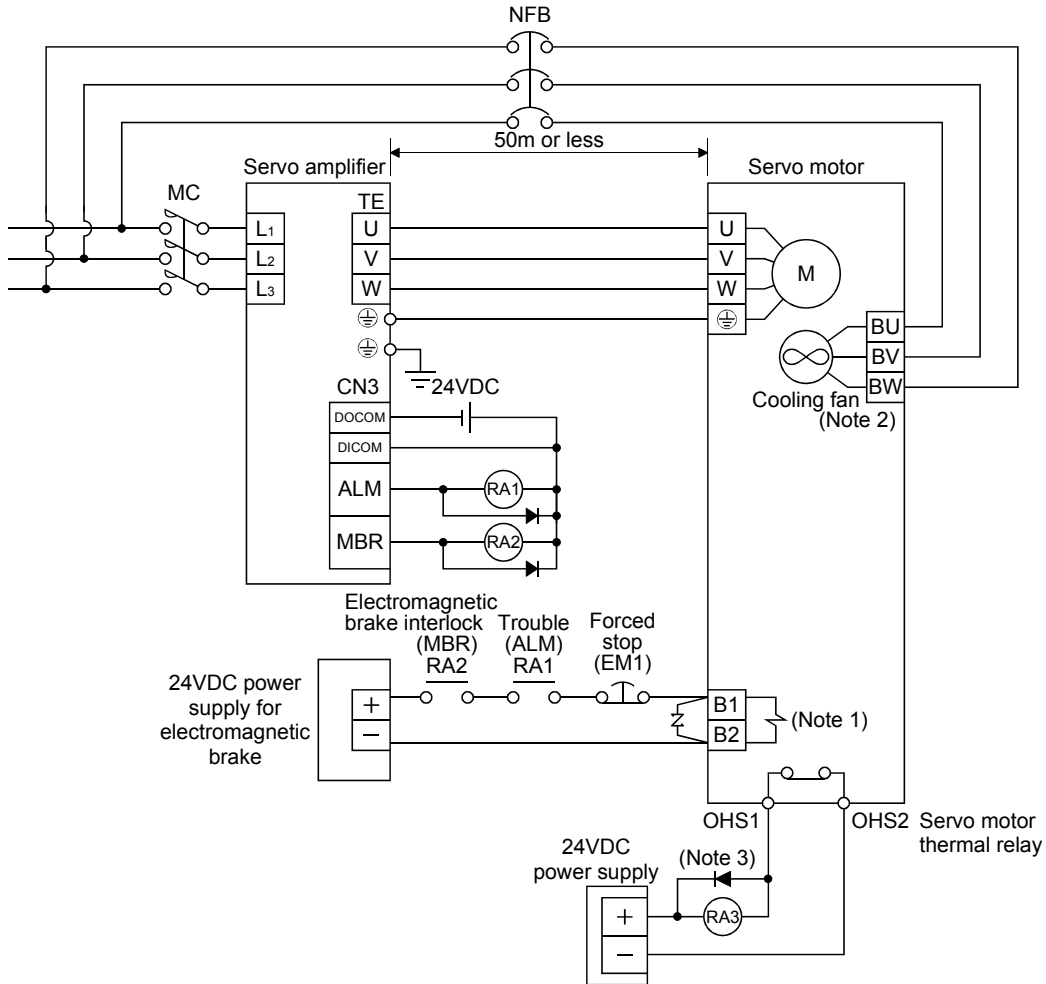 NFB
50m or less
Servo amplifier
Servo motor
MC
TE
L1
L2
L3
U
V
W
U
V
W
M
BU
BV
BW
Cooling fan
(Note 2)
CN3
24VDC
DOCOM
DICOM
ALM
RA1
MBR
RA2
Electromagnetic
brake interlock
(MBR)
RA2
Trouble
(ALM)
RA1
Forced
stop
(EM1)
24VDC power
supply for
electromagnetic
brake
+
−
B1
B2
(Note 1)
OHS1
OHS2
Servo motor
thermal relay
24VDC
power supply
(Note 3)
+
−
RA3